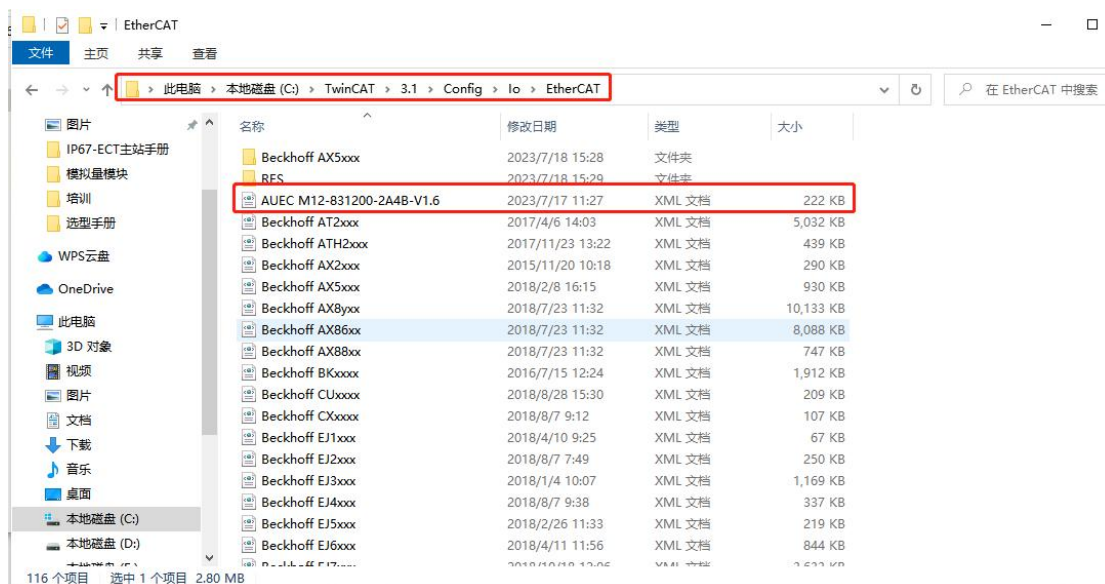 EtherCAT
文件 主页 共享 查看
此电脑 › 本地磁盘 (C:) › TwinCAT › 3.1 › Config › Io › EtherCAT
在 EtherCAT 中搜索
图片
IP67-ECT主站手册
模拟量模块
培训
选型手册
WPS云盘
OneDrive
此电脑
3D 对象
视频
图片
文档
下载
音乐
桌面
本地磁盘 (C:)
本地磁盘 (D:)
名称 修改日期 类型 大小
Beckhoff AX5xxx 2023/7/18 15:28 文件夹
RES 2023/7/18 15:29 文件夹
AUEC M12-831200-2A4B-V1.6 2023/7/17 11:27 XML 文档 222 KB
Beckhoff AT2xxx 2017/4/6 14:03 XML 文档 5,032 KB
Beckhoff ATH2xxx 2017/11/23 13:22 XML 文档 439 KB
Beckhoff AX2xxx 2015/11/20 10:18 XML 文档 290 KB
Beckhoff AX5xxx 2018/2/8 16:15 XML 文档 930 KB
Beckhoff AX8yxx 2018/7/23 11:32 XML 文档 10,133 KB
Beckhoff AX86xx 2018/7/23 11:32 XML 文档 8,088 KB
Beckhoff AX88xx 2018/7/23 11:32 XML 文档 747 KB
Beckhoff BKxxxx 2016/7/15 12:24 XML 文档 1,912 KB
Beckhoff CUxxxx 2018/8/28 15:30 XML 文档 209 KB
Beckhoff CXxxxx 2018/8/7 9:12 XML 文档 107 KB
Beckhoff EJ1xxx 2018/4/10 9:25 XML 文档 67 KB
Beckhoff EJ2xxx 2018/8/7 7:49 XML 文档 250 KB
Beckhoff EJ3xxx 2018/1/4 10:07 XML 文档 1,169 KB
Beckhoff EJ4xxx 2018/8/7 9:38 XML 文档 337 KB
Beckhoff EJ5xxx 2018/2/26 11:33 XML 文档 219 KB
Beckhoff EJ6xxx 2018/4/11 11:56 XML 文档 844 KB
116 个项目 选中 1 个项目 2.80 MB